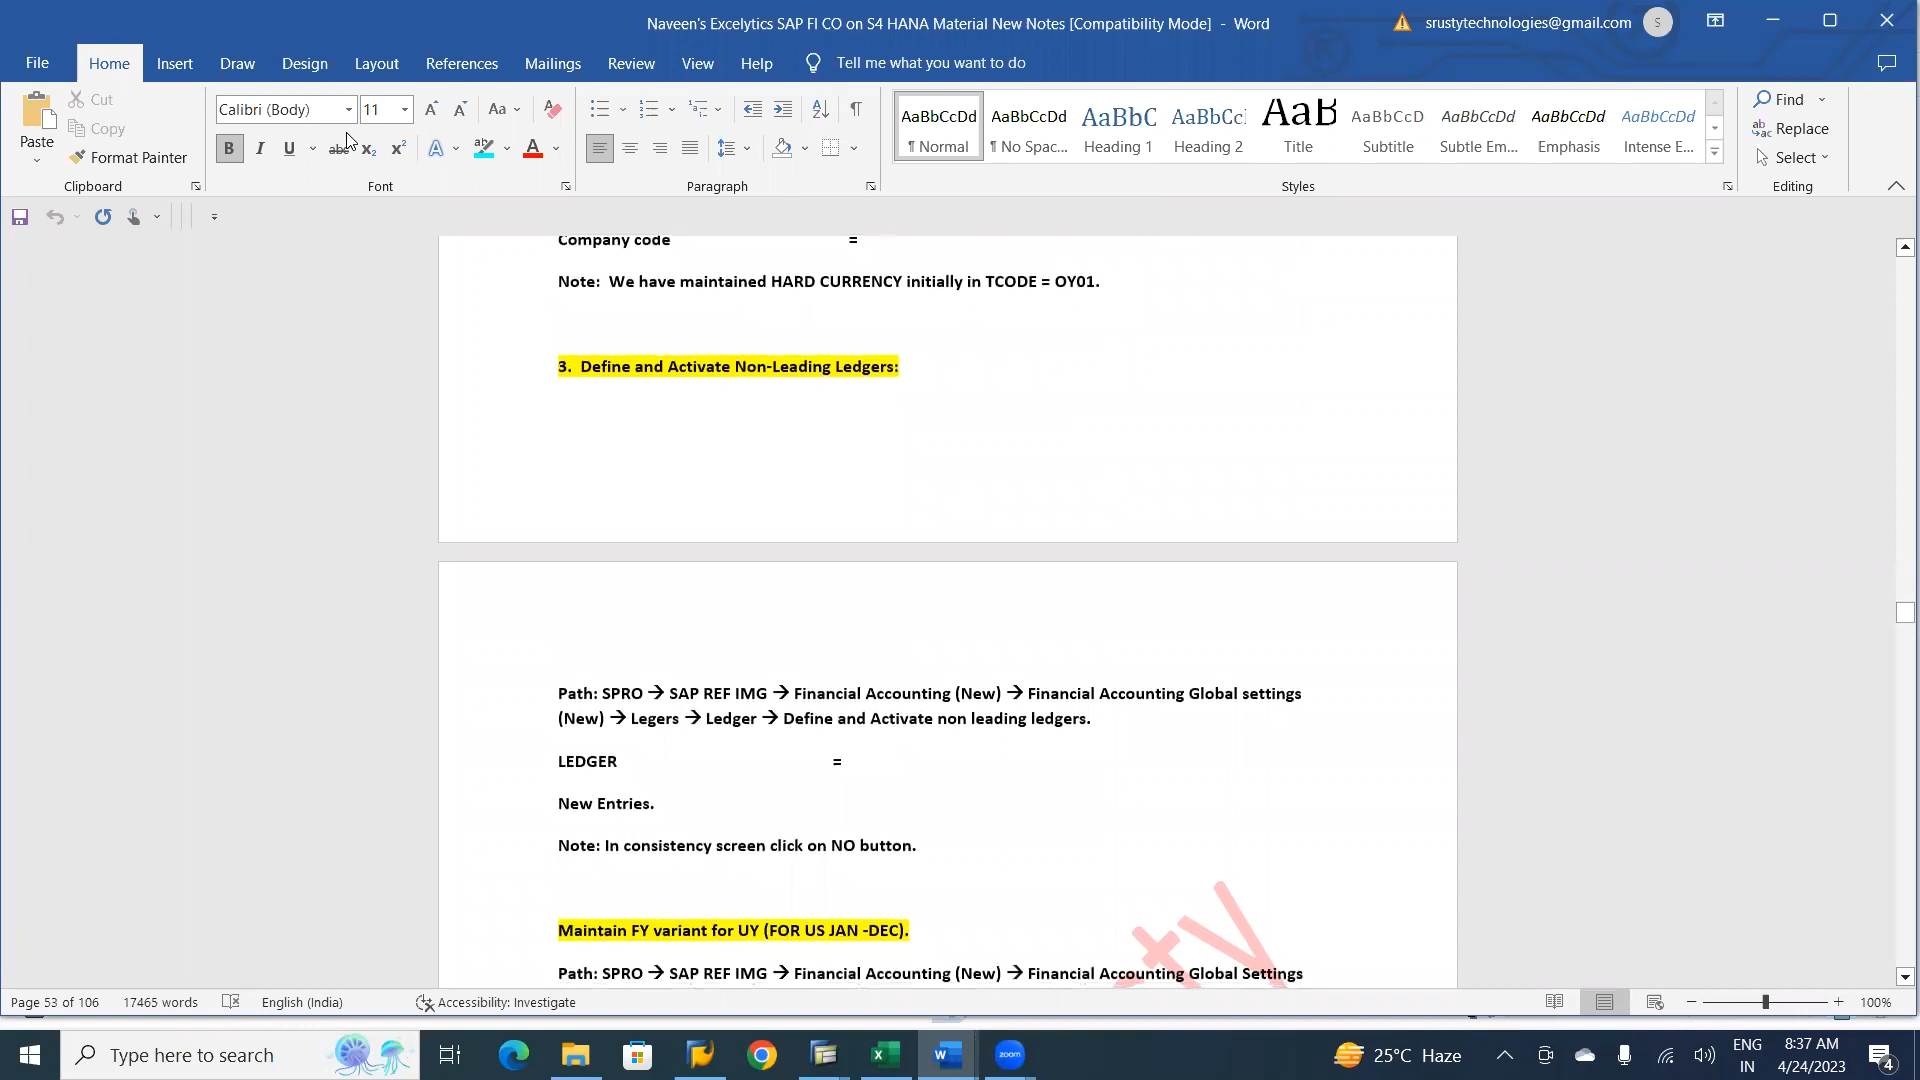 Naveen's Excelytics SAP FI CO on S4 HANA Material New Notes [Compatibility Mode] - Word
srustytechnologies@gmail.com
S
File
Home
Insert
Draw
Design
Layout
References
Mailings
Review
View
Help
Tell me what you want to do
Paste
Cut
Copy
Format Painter
Clipboard
Calibri (Body)
11
Aa
B I U abc x₂ x² A ab A
Font
Paragraph
AaBbCcDd AaBbCcDd AaBbC AaBbCc AaB AaBbCcD AaBbCcDd AaBbCcDd AaBbCcDd
¶ Normal ¶ No Spac... Heading 1 Heading 2 Title Subtitle Subtle Em... Emphasis Intense E...
Styles
Find
Replace
Select
Editing
Company code =
Note: We have maintained HARD CURRENCY initially in TCODE = OY01.
3. Define and Activate Non-Leading Ledgers:
Path: SPRO → SAP REF IMG → Financial Accounting (New) → Financial Accounting Global settings
(New) → Legers → Ledger → Define and Activate non leading ledgers.
LEDGER =
New Entries.
Note: In consistency screen click on NO button.
Maintain FY variant for UY (FOR US JAN -DEC).
Path: SPRO → SAP REF IMG → Financial Accounting (New) → Financial Accounting Global Settings
ty
Page 53 of 106
17465 words
English (India)
Accessibility: Investigate
100%
Type here to search
zoom
25°C Haze
ENG
IN
8:37 AM
4/24/2023
4